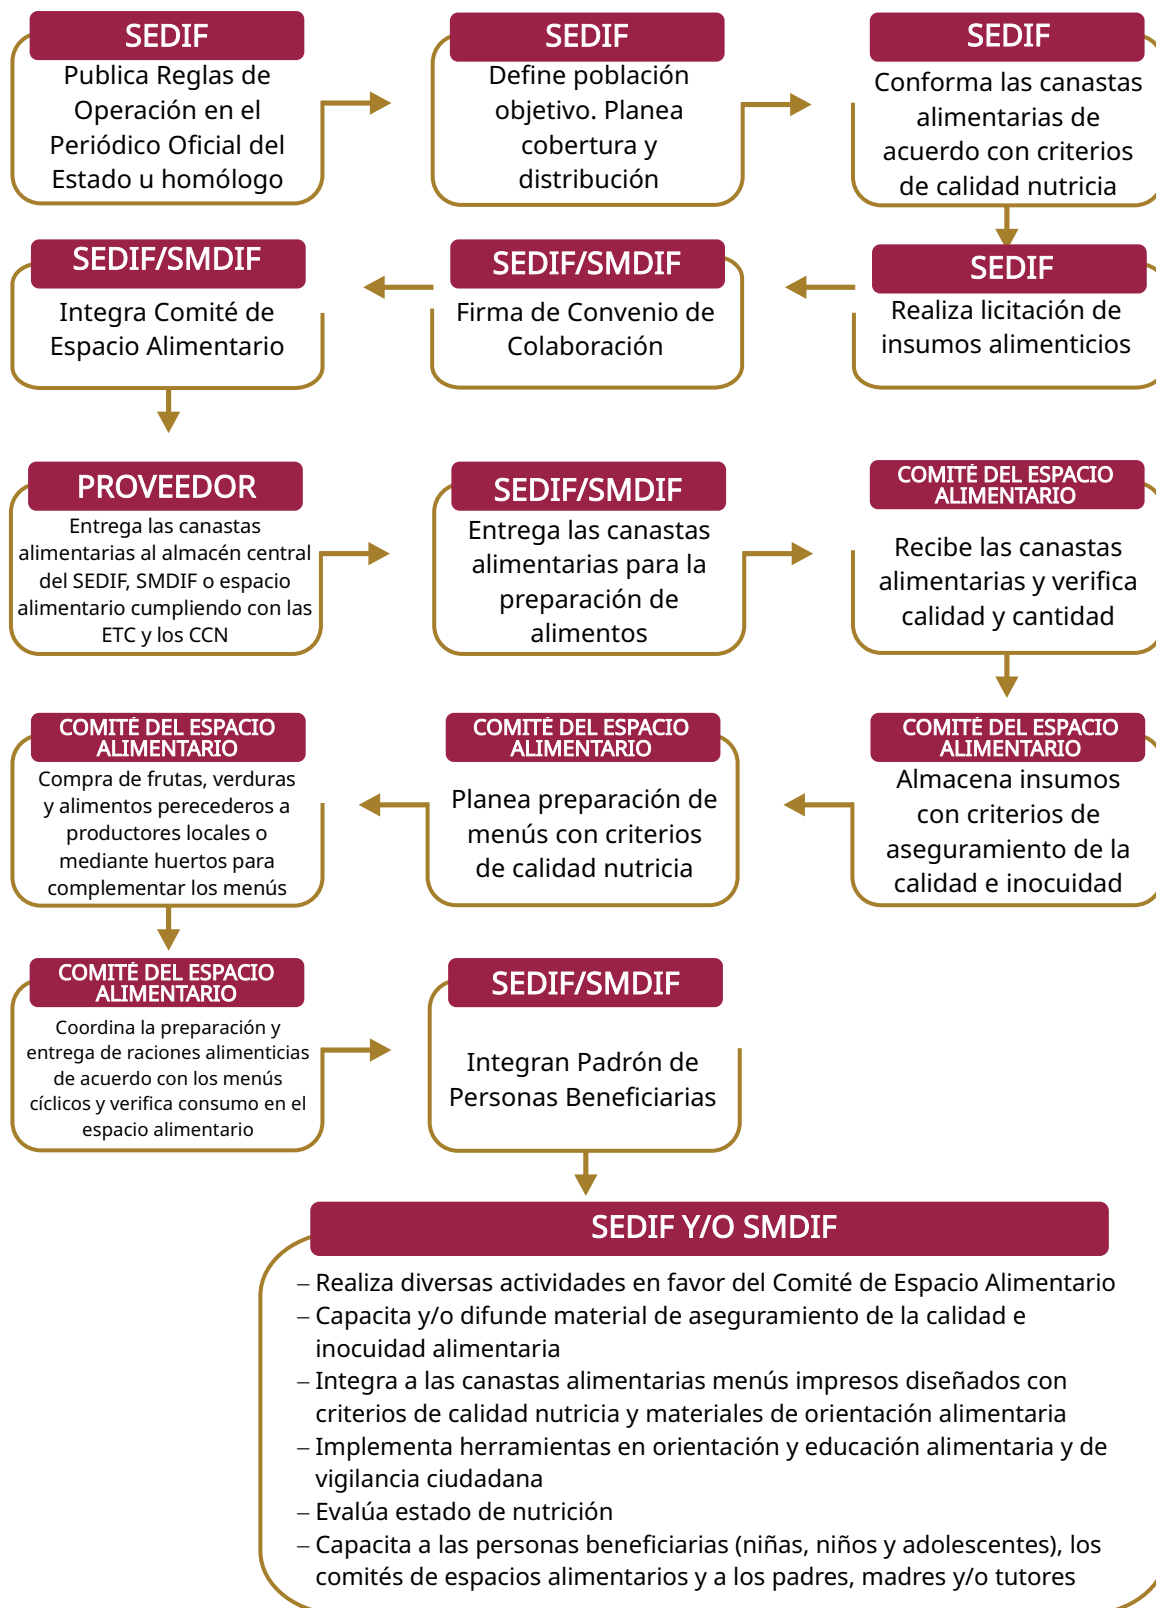 SEDIF
Publica Reglas de
Operación en el
Periódico Oficial del
Estado u homólogo
SEDIF
Define población
objetivo. Planea
cobertura y
distribución
SEDIF
Conforma las canastas
alimentarias de
acuerdo con criterios
de calidad nutricia
SEDIF
Realiza licitación de
insumos alimenticios
SEDIF/SMDIF
Firma de Convenio de
Colaboración
SEDIF/SMDIF
Integra Comité de
Espacio Alimentario
PROVEEDOR
Entrega las canastas
alimentarias al almacén central
del SEDIF, SMDIF o espacio
alimentario cumpliendo con las
ETC y los CCN
SEDIF/SMDIF
Entrega las canastas
alimentarias para la
preparación de
alimentos
COMITÉ DEL ESPACIO
ALIMENTARIO
Recibe las canastas
alimentarias y verifica
calidad y cantidad
COMITÉ DEL ESPACIO
ALIMENTARIO
Almacena insumos
con criterios de
aseguramiento de la
calidad e inocuidad
COMITÉ DEL ESPACIO
ALIMENTARIO
Planea preparación de
menús con criterios
de calidad nutricia
COMITÉ DEL ESPACIO
ALIMENTARIO
Compra de frutas, verduras
y alimentos perecederos a
productores locales o
mediante huertos para
complementar los menús
COMITÉ DEL ESPACIO
ALIMENTARIO
Coordina la preparación y
entrega de raciones alimenticias
de acuerdo con los menús
cíclicos y verifica consumo en el
espacio alimentario
SEDIF/SMDIF
Integran Padrón de
Personas Beneficiarias
SEDIF Y/O SMDIF
– Realiza diversas actividades en favor del Comité de Espacio Alimentario
– Capacita y/o difunde material de aseguramiento de la calidad e
inocuidad alimentaria
– Integra a las canastas alimentarias menús impresos diseñados con
criterios de calidad nutricia y materiales de orientación alimentaria
– Implementa herramientas en orientación y educación alimentaria y de
vigilancia ciudadana
– Evalúa estado de nutrición
– Capacita a las personas beneficiarias (niñas, niños y adolescentes), los
comités de espacios alimentarios y a los padres, madres y/o tutores